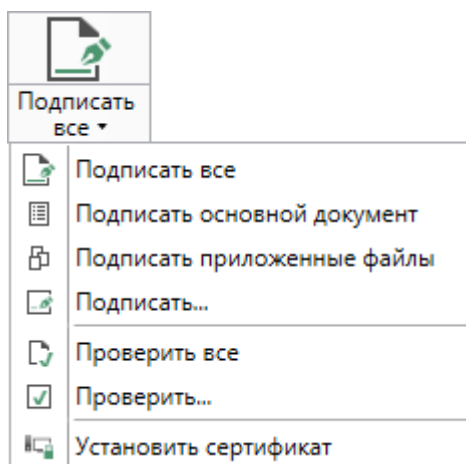 Подписать
все
Подписать все
Подписать основной документ
Подписать приложенные файлы
Подписать...
Проверить все
Проверить...
Установить сертификат